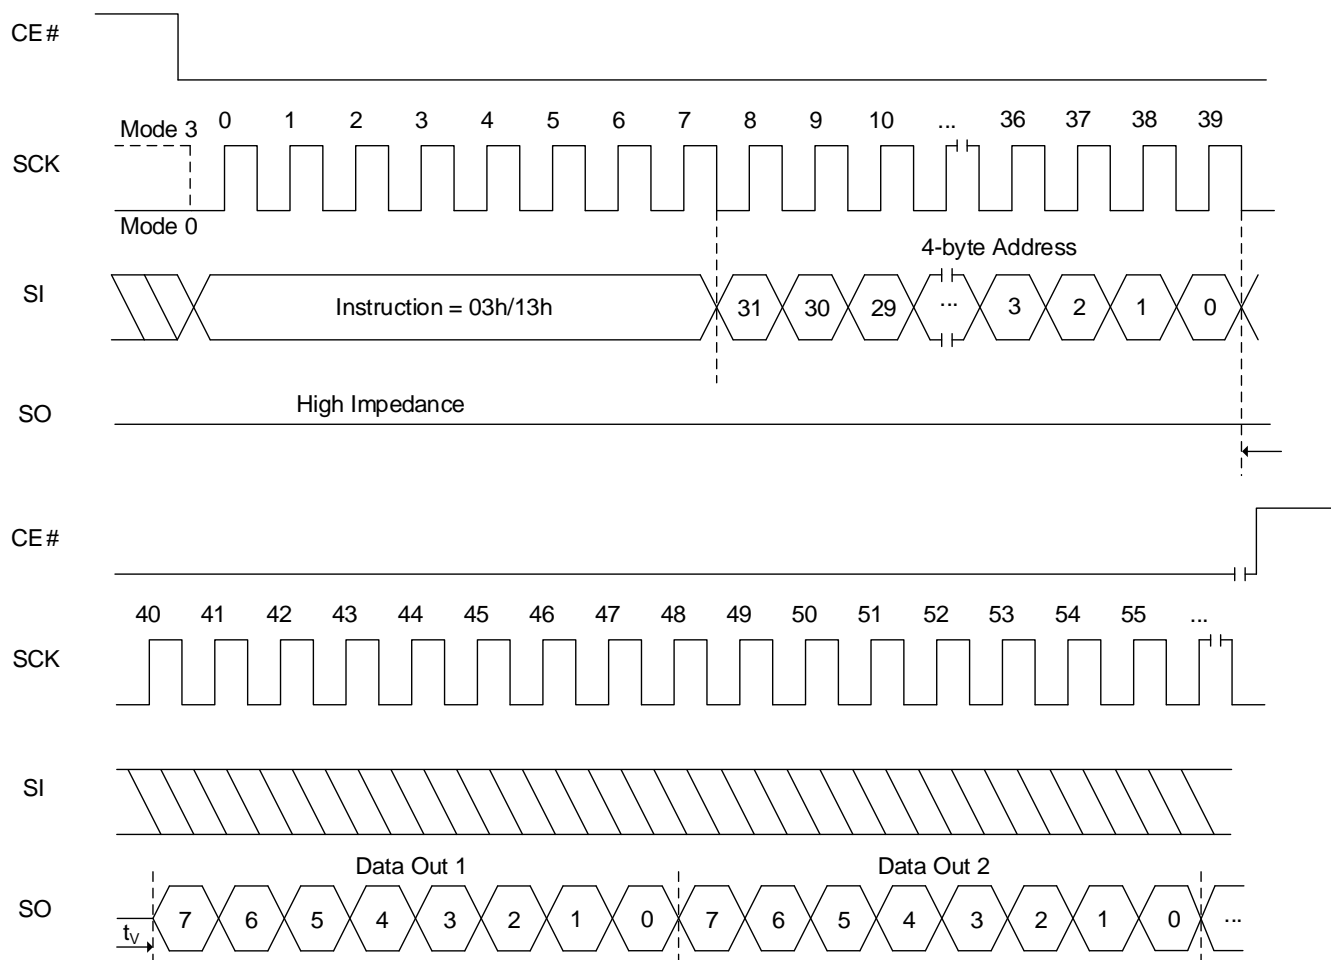 CE#
Mode 3 0 1 2 3 4 5 6 7 8 9 10 ... 36 37 38 39
SCK
Mode 0
4-byte Address
SI Instruction = 03h/13h 31 30 29 ... 3 2 1 0
High Impedance
SO
CE#
40 41 42 43 44 45 46 47 48 49 50 51 52 53 54 55 ...
SCK
SI
Data Out 1 Data Out 2
SO 7 6 5 4 3 2 1 0 7 6 5 4 3 2 1 0 ...
tV